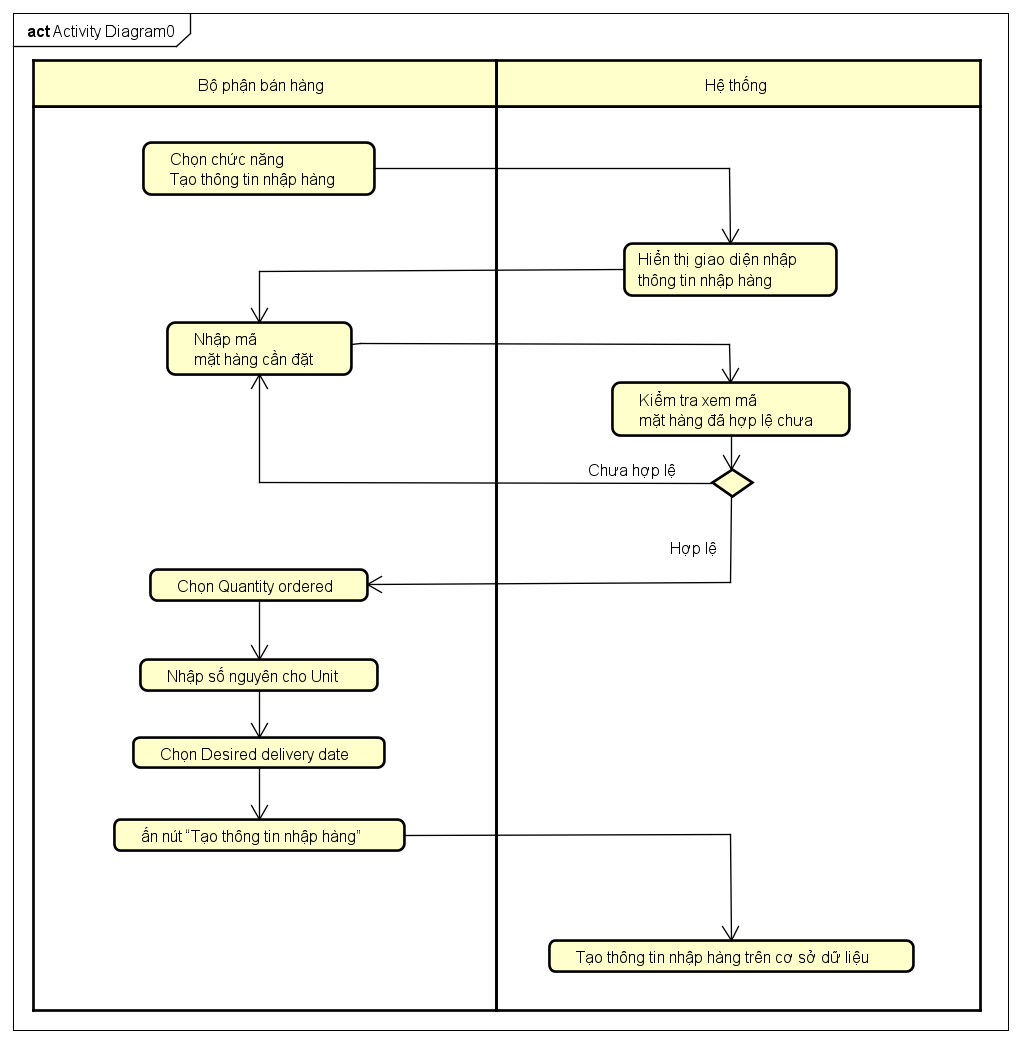 act Activity Diagram0
Bộ phận bán hàng
Hệ thống
Chọn chức năng
Tạo thông tin nhập hàng
Hiển thị giao diện nhập
thông tin nhập hàng
Nhập mã
mặt hàng cần đặt
Kiểm tra xem mã
mặt hàng đã hợp lệ chưa
Chưa hợp lệ
Hợp lệ
Chọn Quantity ordered
Nhập số nguyên cho Unit
Chọn Desired delivery date
ấn nút “Tạo thông tin nhập hàng”
Tạo thông tin nhập hàng trên cơ sở dữ liệu